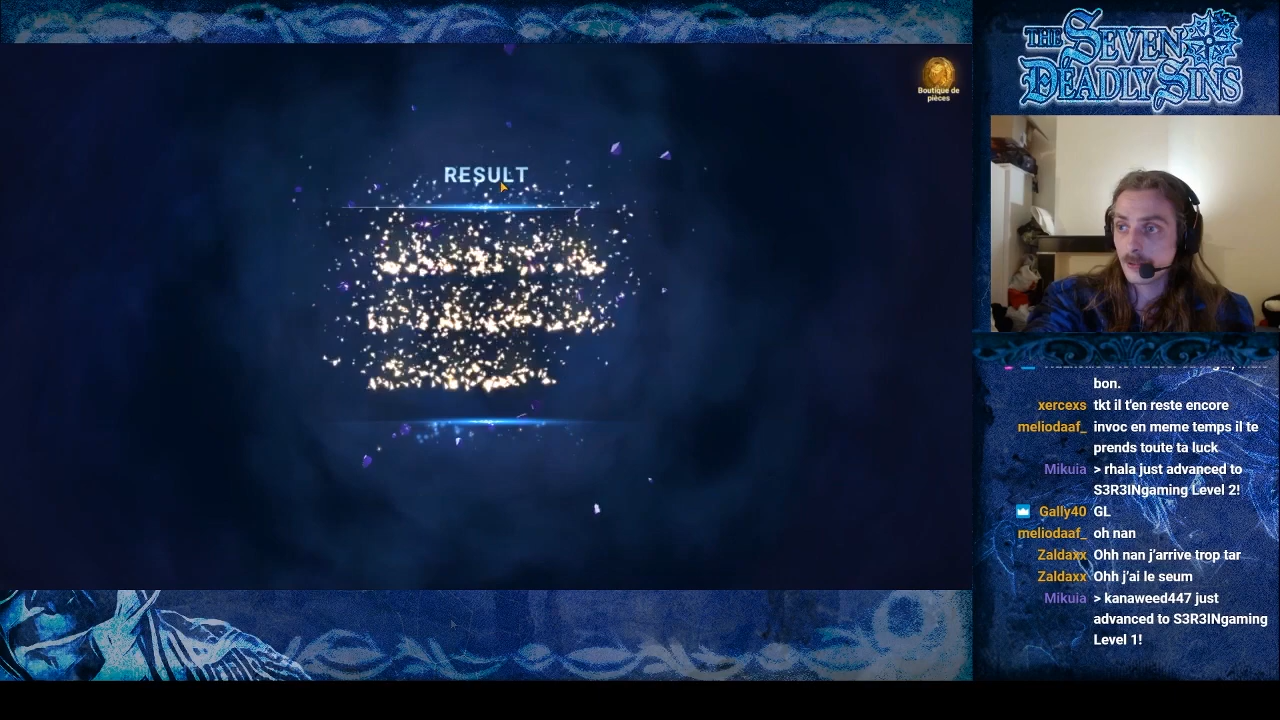 Boutique de
pièces
RESULT
THE SEVEN
DEADLY SINS
bon.
xercexs tkt il t'en reste encore
meliodaaf_ invoc en meme temps il te
prends toute ta luck
Mikuia > rhala just advanced to
S3R3INgaming Level 2!
Gally40 GL
meliodaaf_ oh nan
Zaldaxx Ohh nan j'arrive trop tar
Zaldaxx Ohh j'ai le seum
Mikuia > kanaweed447 just
advanced to S3R3INgaming
Level 1!